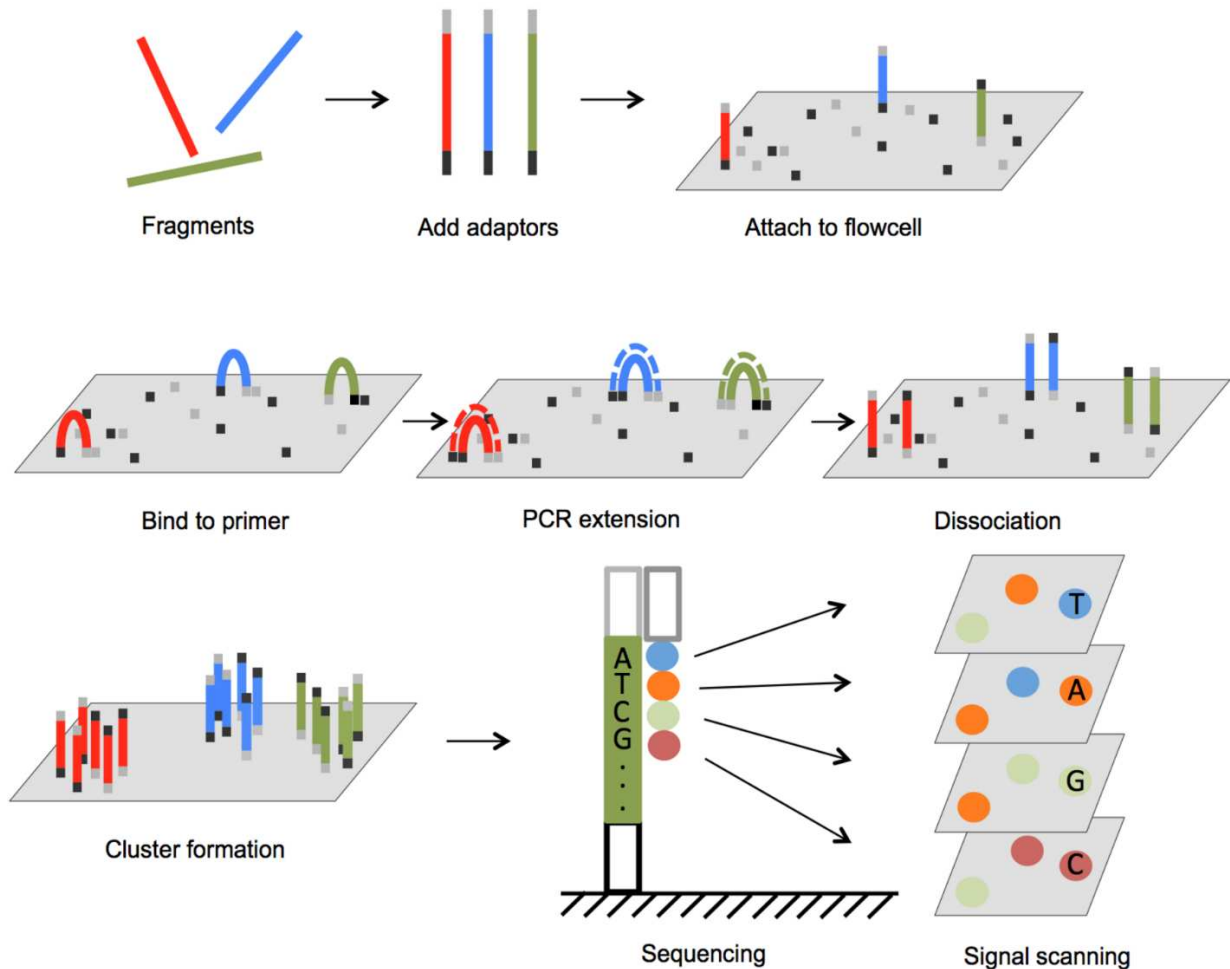 Fragments
Add adaptors
Attach to flowcell
Bind to primer
PCR extension
Dissociation
Cluster formation
A
T
C
G
.
.
.
Sequencing
T
A
G
C
Signal scanning